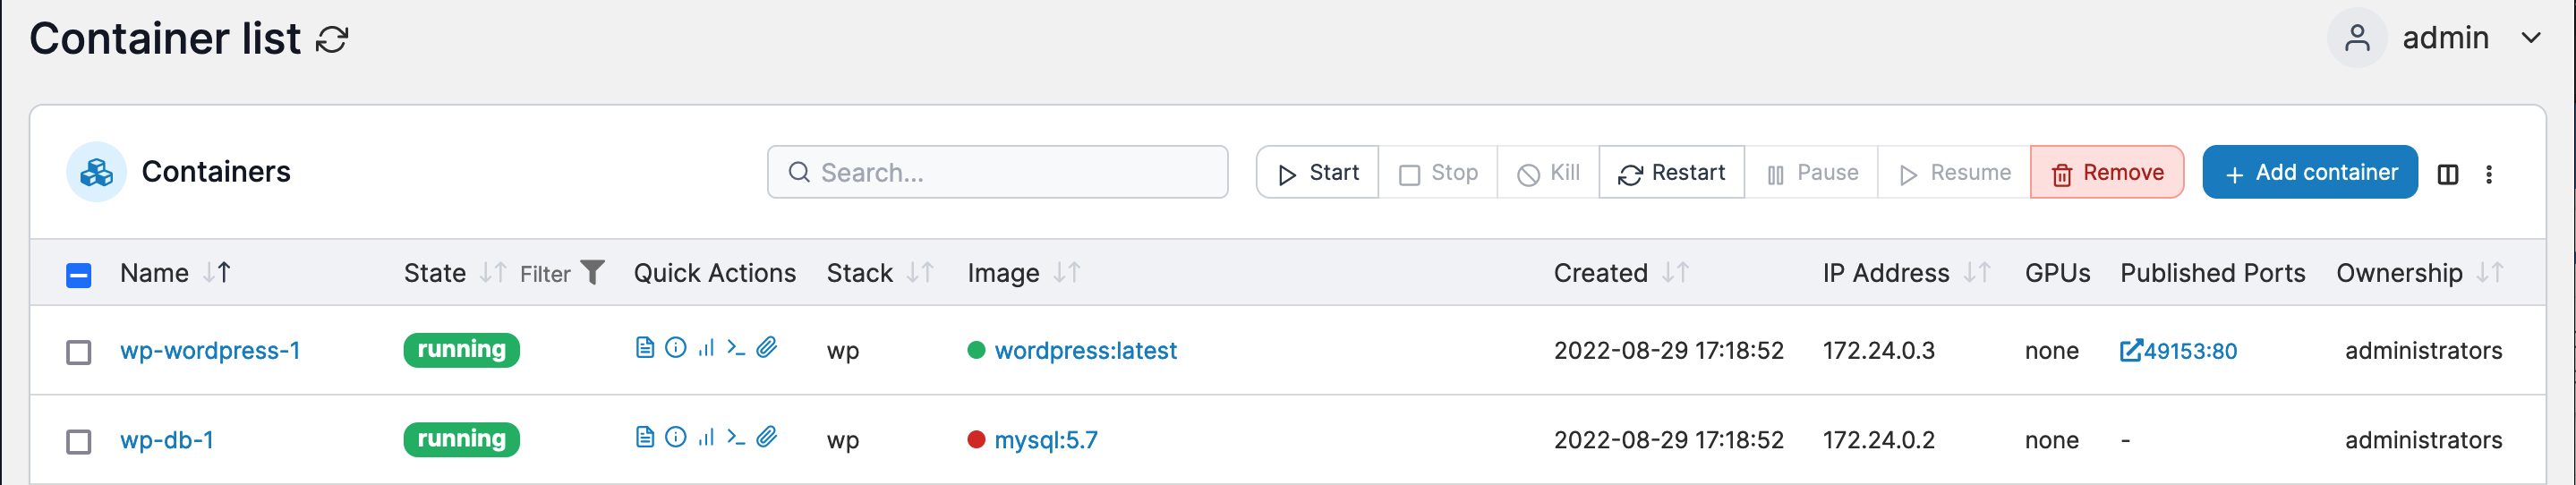 Container list
admin
Containers
Search...
Start Stop Kill Restart Pause Resume Remove Add container
Name State Filter Quick Actions Stack Image Created IP Address GPUs Published Ports Ownership
wp-wordpress-1 running wp wordpress:latest 2022-08-29 17:18:52 172.24.0.3 none 49153:80 administrators
wp-db-1 running wp mysql:5.7 2022-08-29 17:18:52 172.24.0.2 none - administrators